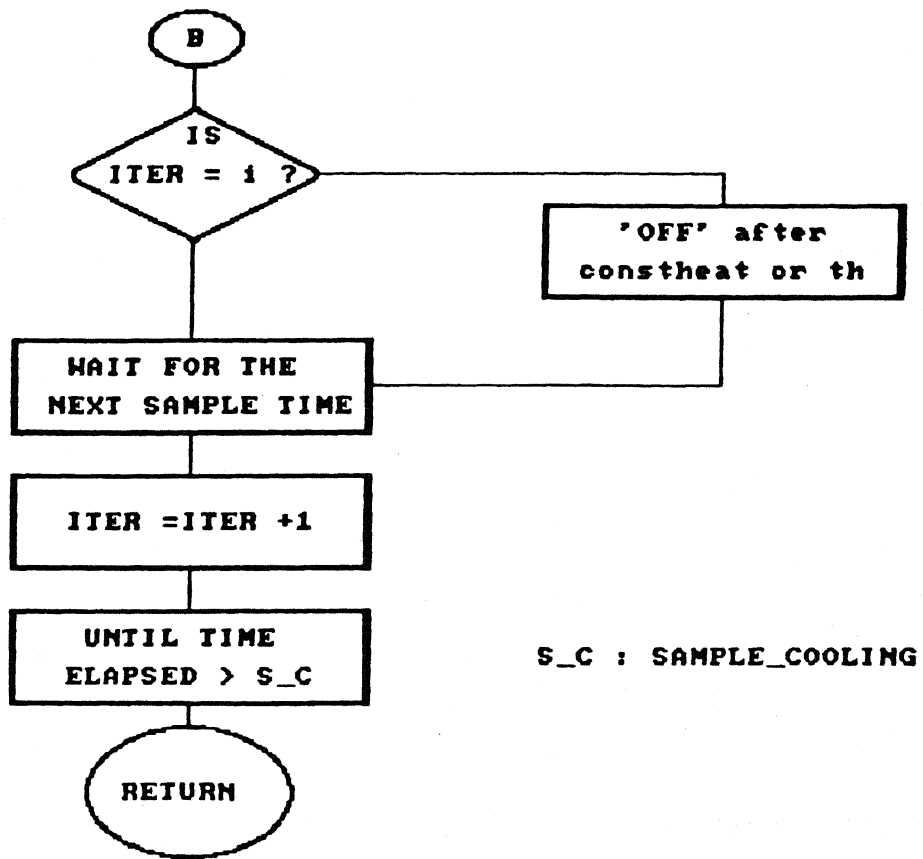 B
IS
ITER = i ?
'OFF' after
constheat or th
WAIT FOR THE
NEXT SAMPLE TIME
ITER =ITER +1
UNTIL TIME
ELAPSED > S_C
S_C : SAMPLE_COOLING
RETURN